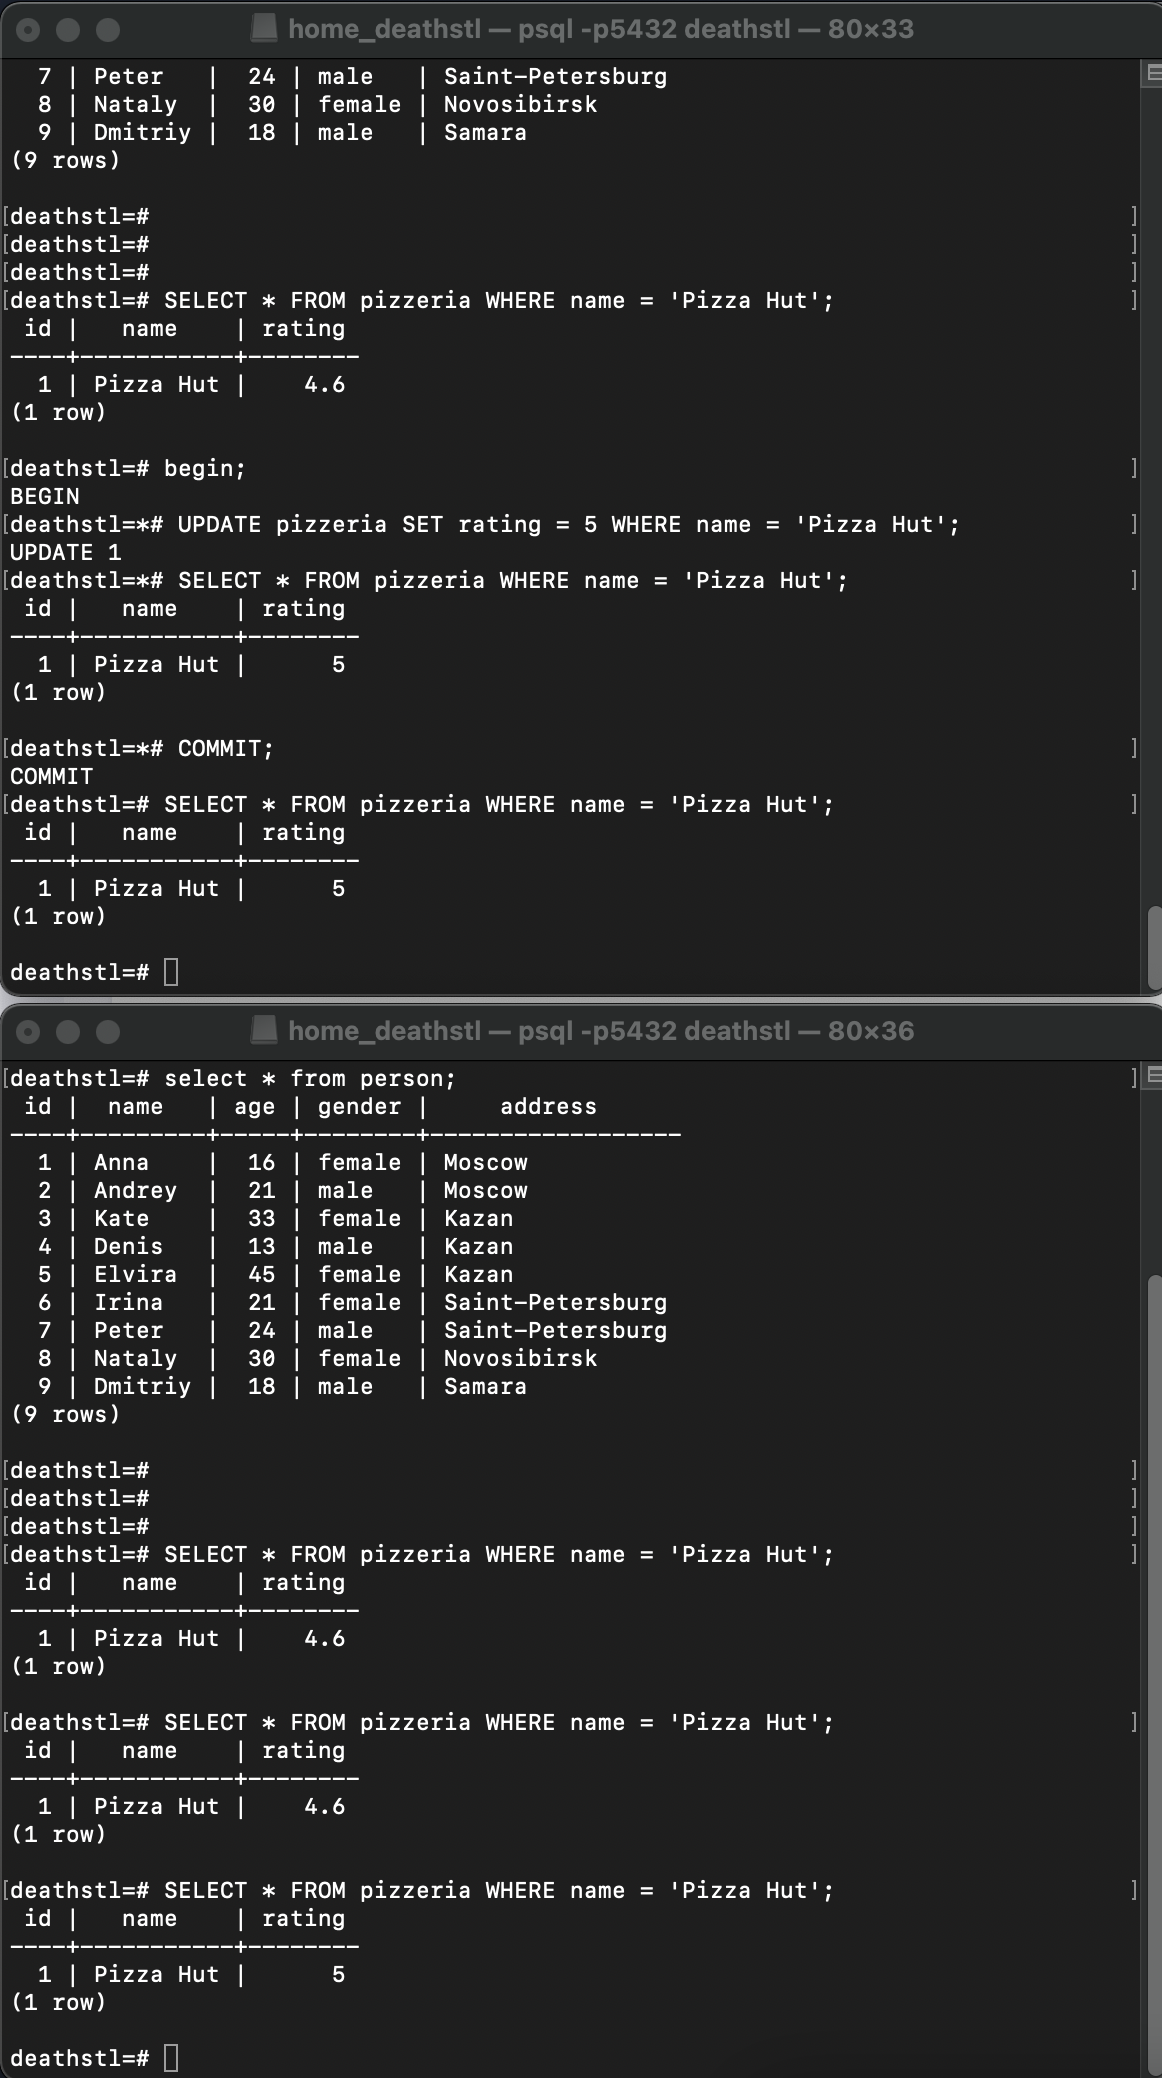 home_deathstl — psql -p5432 deathstl — 80×33
  7 | Peter   |  24 | male   | Saint-Petersburg
  8 | Nataly  |  30 | female | Novosibirsk
  9 | Dmitriy |  18 | male   | Samara
(9 rows)
[deathstl=# ]
[deathstl=# ]
[deathstl=# ]
[deathstl=# SELECT * FROM pizzeria WHERE name = 'Pizza Hut'; ]
 id |   name    | rating
----+-----------+--------
  1 | Pizza Hut |    4.6
(1 row)
[deathstl=# begin; ]
BEGIN
[deathstl=*# UPDATE pizzeria SET rating = 5 WHERE name = 'Pizza Hut'; ]
UPDATE 1
[deathstl=*# SELECT * FROM pizzeria WHERE name = 'Pizza Hut'; ]
 id |   name    | rating
----+-----------+--------
  1 | Pizza Hut |      5
(1 row)
[deathstl=*# COMMIT; ]
COMMIT
[deathstl=# SELECT * FROM pizzeria WHERE name = 'Pizza Hut'; ]
 id |   name    | rating
----+-----------+--------
  1 | Pizza Hut |      5
(1 row)
deathstl=#
home_deathstl — psql -p5432 deathstl — 80×36
[deathstl=# select * from person; ]
 id |  name   | age | gender |     address
----+---------+-----+--------+------------------
  1 | Anna    |  16 | female | Moscow
  2 | Andrey  |  21 | male   | Moscow
  3 | Kate    |  33 | female | Kazan
  4 | Denis   |  13 | male   | Kazan
  5 | Elvira  |  45 | female | Kazan
  6 | Irina   |  21 | female | Saint-Petersburg
  7 | Peter   |  24 | male   | Saint-Petersburg
  8 | Nataly  |  30 | female | Novosibirsk
  9 | Dmitriy |  18 | male   | Samara
(9 rows)
[deathstl=# ]
[deathstl=# ]
[deathstl=# ]
[deathstl=# SELECT * FROM pizzeria WHERE name = 'Pizza Hut'; ]
 id |   name    | rating
----+-----------+--------
  1 | Pizza Hut |    4.6
(1 row)
[deathstl=# SELECT * FROM pizzeria WHERE name = 'Pizza Hut'; ]
 id |   name    | rating
----+-----------+--------
  1 | Pizza Hut |    4.6
(1 row)
[deathstl=# SELECT * FROM pizzeria WHERE name = 'Pizza Hut'; ]
 id |   name    | rating
----+-----------+--------
  1 | Pizza Hut |      5
(1 row)
deathstl=#